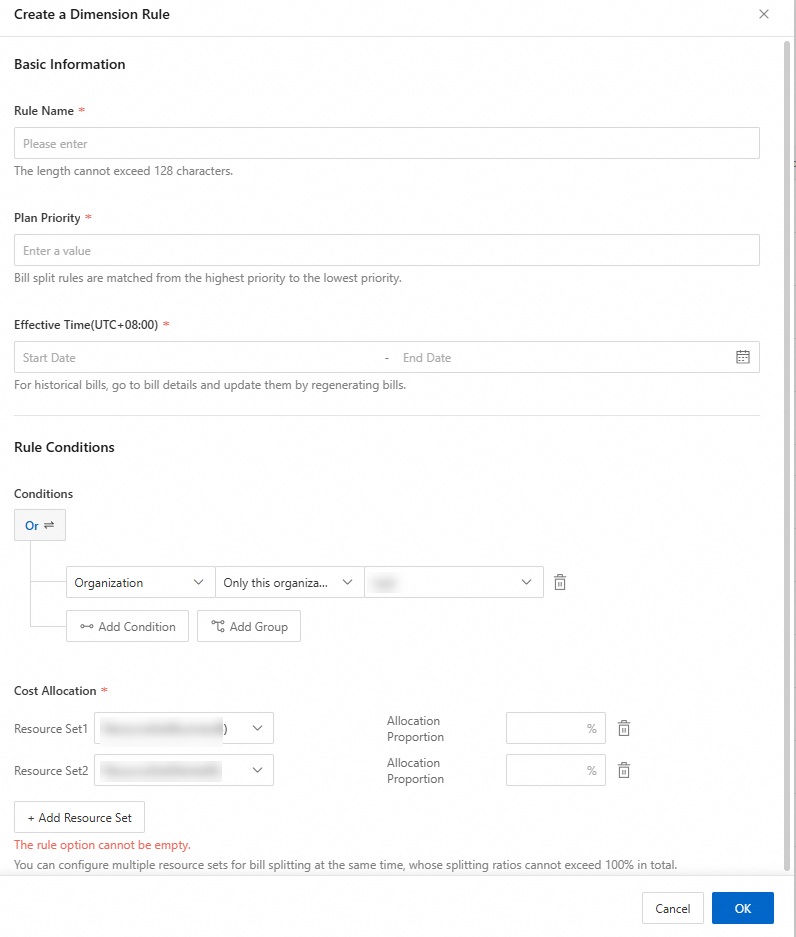 Create a Dimension Rule
Basic Information
Rule Name *
Please enter
The length cannot exceed 128 characters.
Plan Priority *
Enter a value
Bill split rules are matched from the highest priority to the lowest priority.
Effective Time(UTC+08:00) *
Start Date - End Date
For historical bills, go to bill details and update them by regenerating bills.
Rule Conditions
Conditions
Or
Organization Only this organiza...
Add Condition Add Group
Cost Allocation *
Resource Set1 ) Allocation Proportion %
Resource Set2 Allocation Proportion %
+ Add Resource Set
The rule option cannot be empty.
You can configure multiple resource sets for bill splitting at the same time, whose splitting ratios cannot exceed 100% in total.
Cancel OK